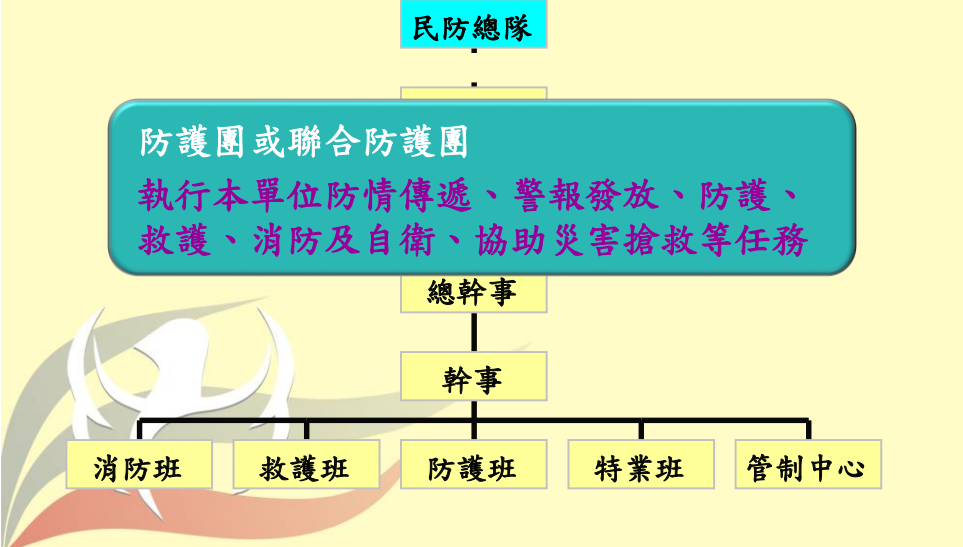 民防總隊
防護團或聯合防護團
執行本單位防情傳遞、警報發放、防護、
救護、消防及自衛、協助災害搶救等任務
總幹事
幹事
消防班 救護班 防護班 特業班 管制中心